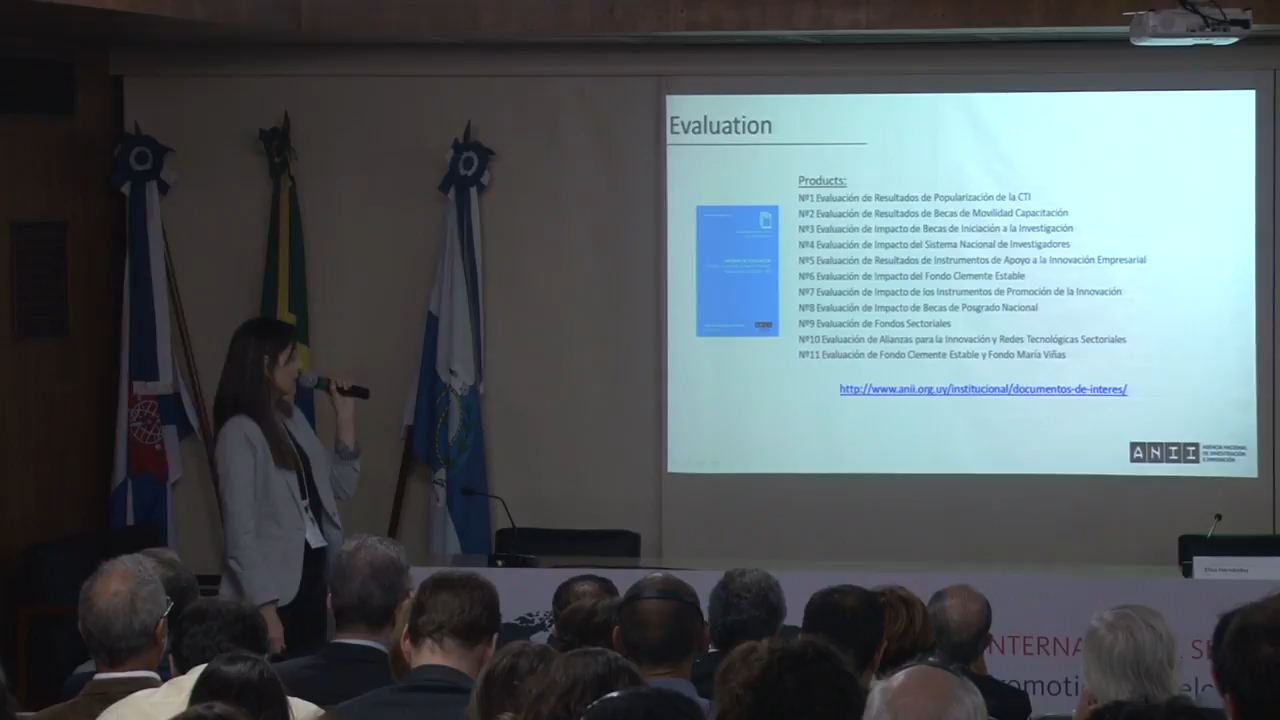 Evaluation
Products:
Nº1 Evaluación de Resultados de Popularización de la CTI
Nº2 Evaluación de Resultados de Becas de Movilidad Capacitación
Nº3 Evaluación de Impacto de Becas de Iniciación a la Investigación
Nº4 Evaluación de Impacto del Sistema Nacional de Investigadores
Nº5 Evaluación de Resultados de Instrumentos de Apoyo a la Innovación Empresarial
Nº6 Evaluación de Impacto del Fondo Clemente Estable
Nº7 Evaluación de Impacto de los Instrumentos de Promoción de la Innovación
Nº8 Evaluación de Impacto de Becas de Posgrado Nacional
Nº9 Evaluación de Fondos Sectoriales
Nº10 Evaluación de Alianzas para la Innovación y Redes Tecnológicas Sectoriales
Nº11 Evaluación de Fondo Clemente Estable y Fondo María Viñas
http://www.anii.org.uy/institucional/documentos-de-interes/
ANII
AGENCIA NACIONAL
DE INVESTIGACIÓN
E INNOVACIÓN